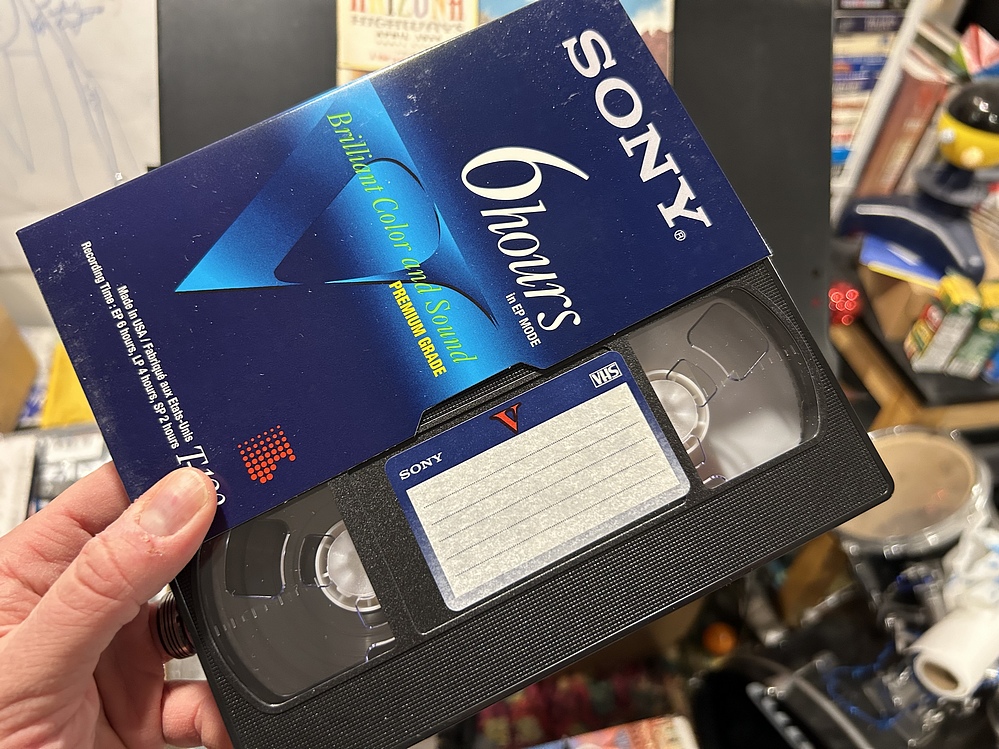 ARIZONA
SONY®
6hours
in EP MODE
Brilliant Color and Sound
PREMIUM GRADE
Made in USA / Fabriqué aux Etats-Unis
Recording Time : EP 6 hours, LP 4 hours, SP 2 hours
VHS
V
SONY